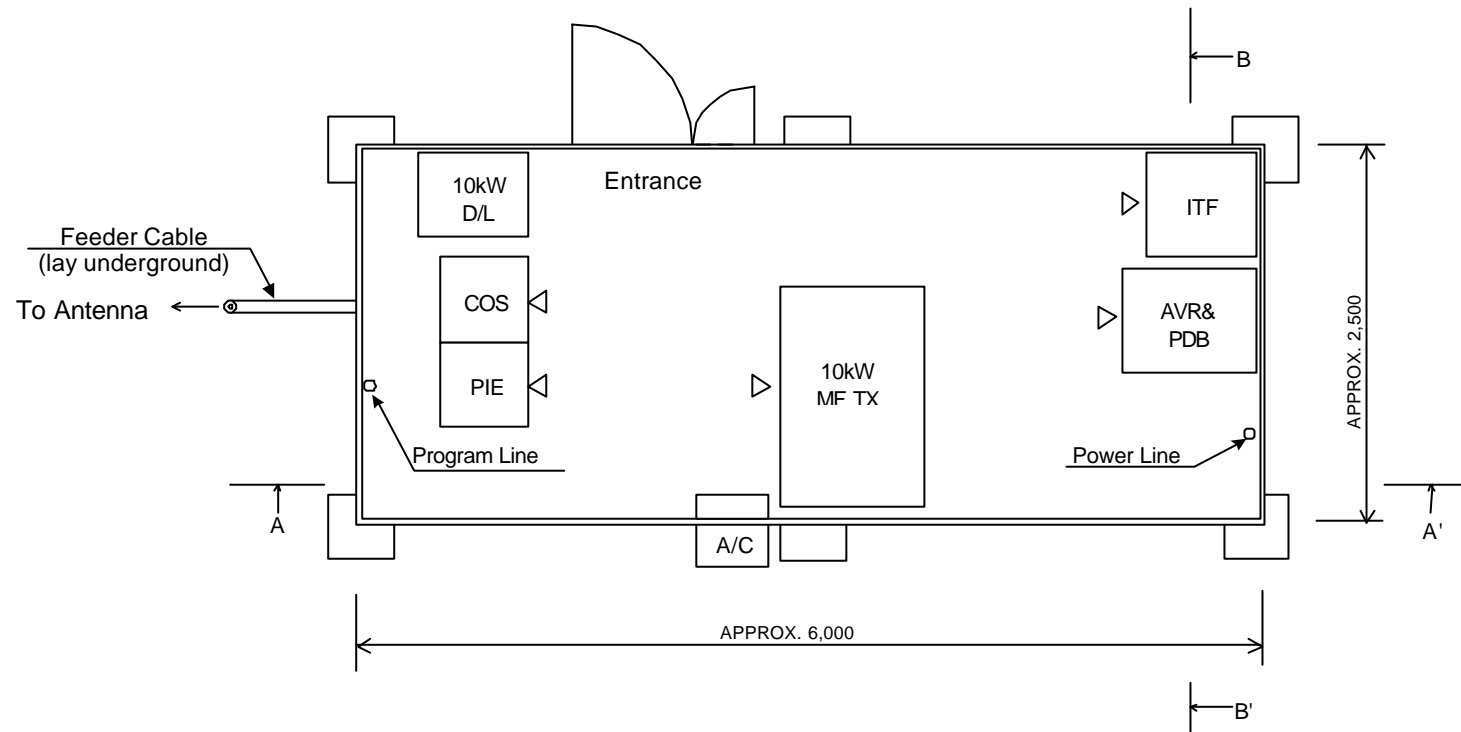 B
Entrance
10kW
D/L
ITF
Feeder Cable
(lay underground)
To Antenna
COS
AVR&
PDB
APPROX. 2,500
PIE
10kW
MF TX
Program Line
Power Line
A
A'
A/C
APPROX. 6,000
B'